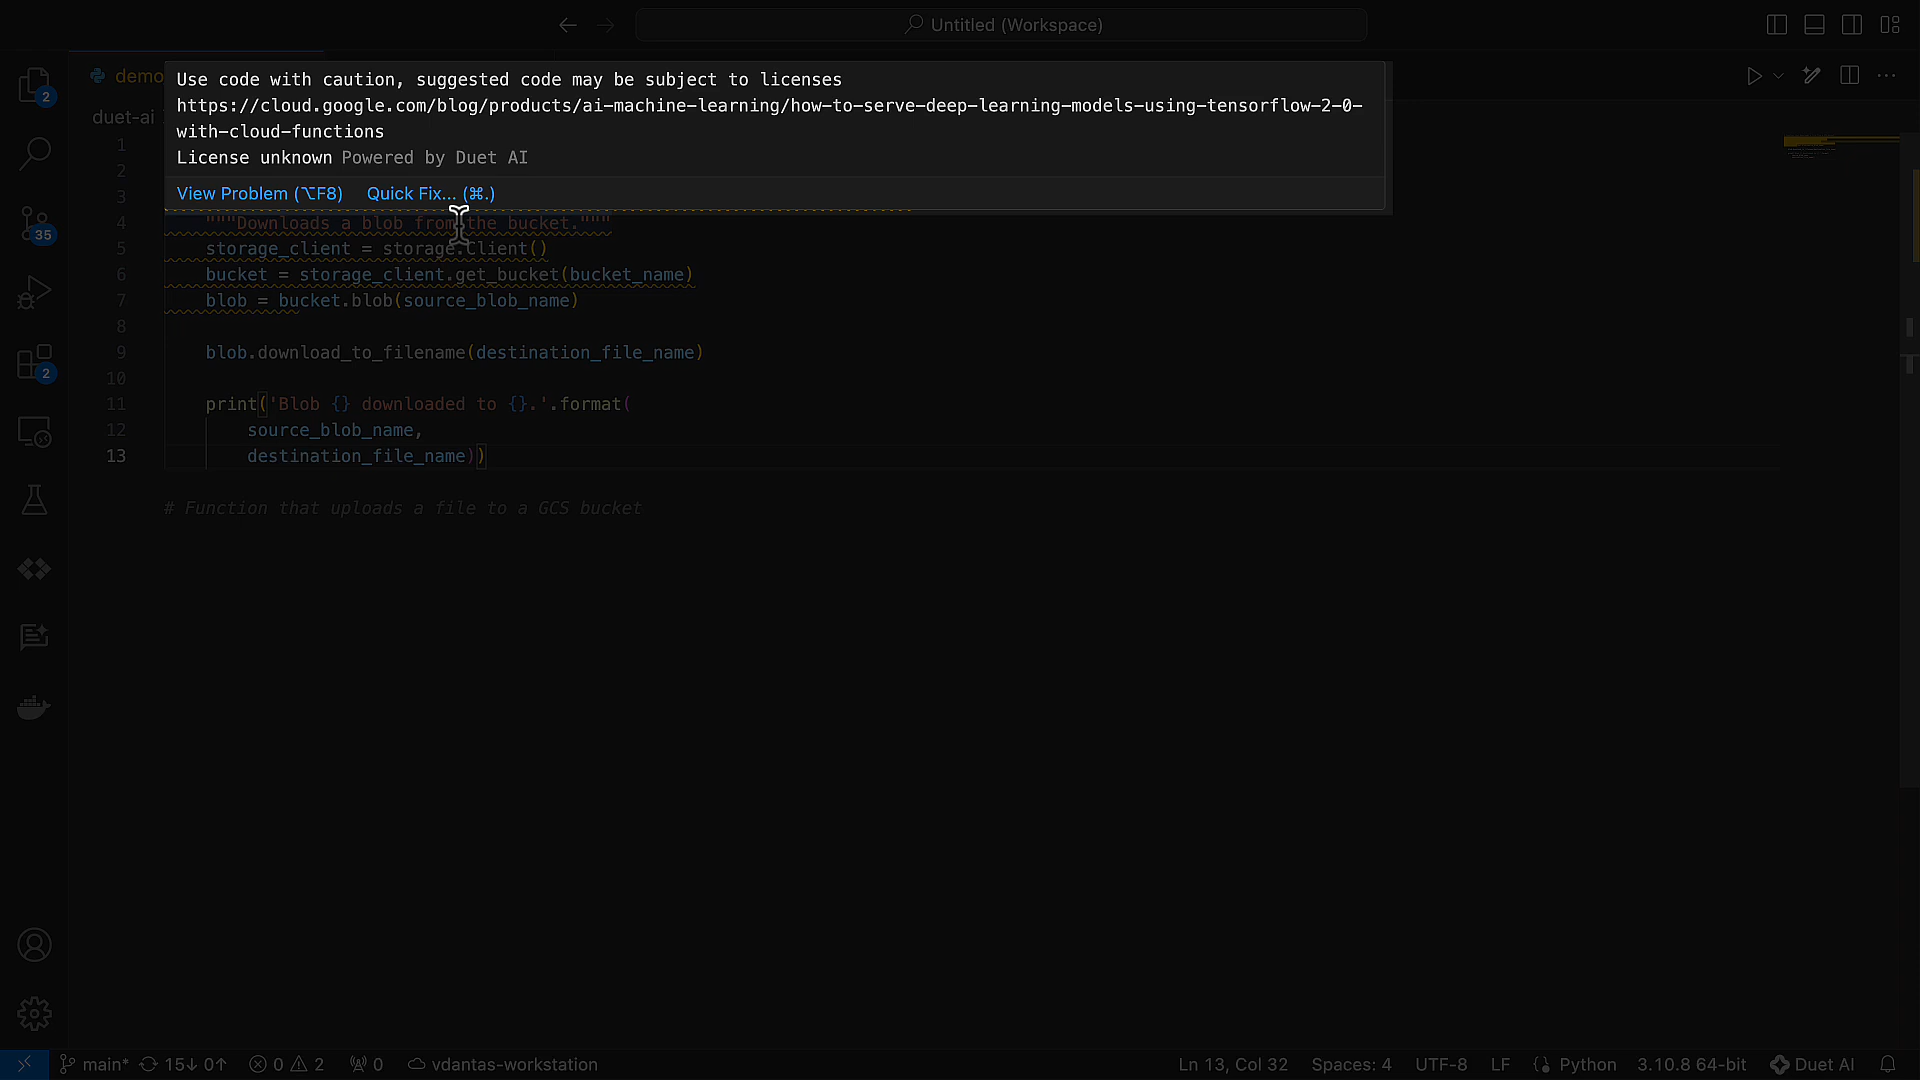 Untitled (Workspace)
demo
Use code with caution, suggested code may be subject to licenses
https://cloud.google.com/blog/products/ai-machine-learning/how-to-serve-deep-learning-models-using-tensorflow-2-0-
with-cloud-functions
License unknown Powered by Duet AI
View Problem (⌥F8) Quick Fix... (⌘.)
duet-ai
1
2
3
4 """Downloads a blob from the bucket."""
5 storage_client = storage.Client()
6 bucket = storage_client.get_bucket(bucket_name)
7 blob = bucket.blob(source_blob_name)
8
9 blob.download_to_filename(destination_file_name)
10
11 print('Blob {} downloaded to {}.'.format(
12 source_blob_name,
13 destination_file_name))
# Function that uploads a file to a GCS bucket
2
35
2
main* 15↓ 0↑ 0 2 0 vdantas-workstation Ln 13, Col 32 Spaces: 4 UTF-8 LF Python 3.10.8 64-bit Duet AI